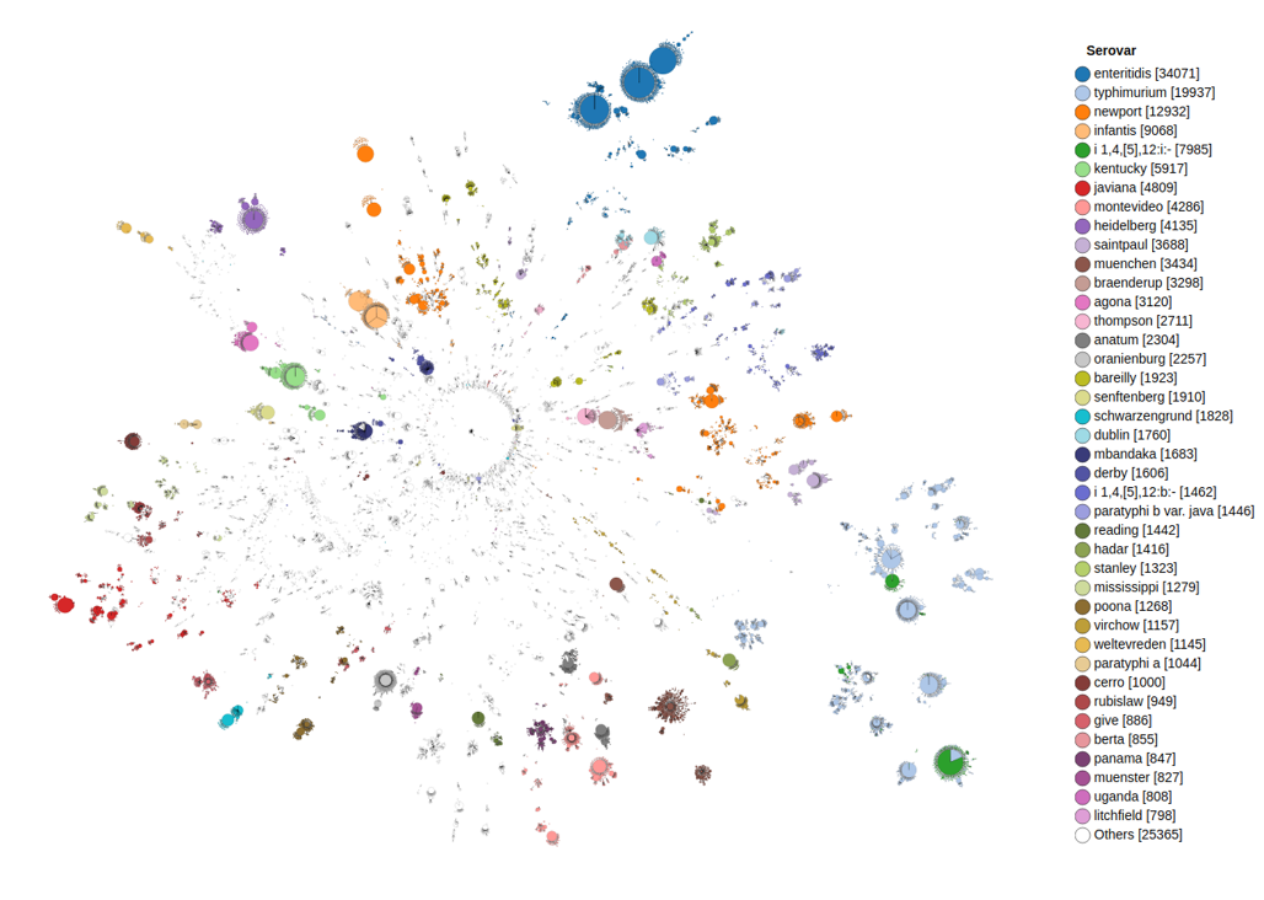 Serovar
enteritidis [34071]
typhimurium [19937]
newport [12932]
infantis [9068]
i 1,4,[5],12:i:- [7985]
kentucky [5917]
javiana [4809]
montevideo [4286]
heidelberg [4135]
saintpaul [3688]
muenchen [3434]
braenderup [3298]
agona [3120]
thompson [2711]
anatum [2304]
oranienburg [2257]
bareilly [1923]
senftenberg [1910]
schwarzengrund [1828]
dublin [1760]
mbandaka [1683]
derby [1606]
i 1,4,[5],12:b:- [1462]
paratyphi b var. java [1446]
reading [1442]
hadar [1416]
stanley [1323]
mississippi [1279]
poona [1268]
virchow [1157]
weltevreden [1145]
paratyphi a [1044]
cerro [1000]
rubislaw [949]
give [886]
berta [855]
panama [847]
muenster [827]
uganda [808]
litchfield [798]
Others [25365]